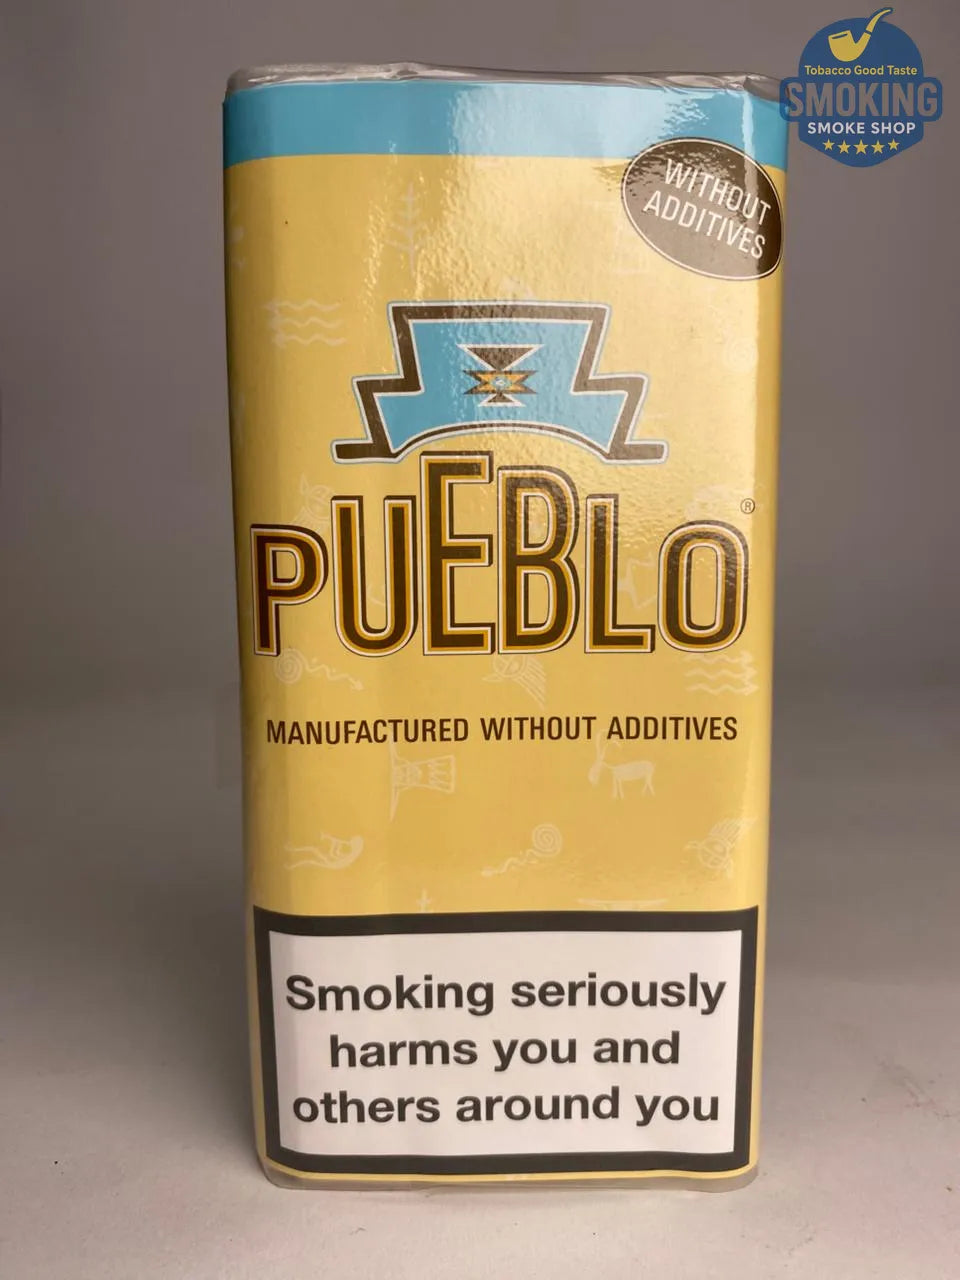 Tobacco Good Taste
SMOKING
SMOKE SHOP
WITHOUT
ADDITIVES
PUEBLO®
MANUFACTURED WITHOUT ADDITIVES
Smoking seriously
harms you and
others around you